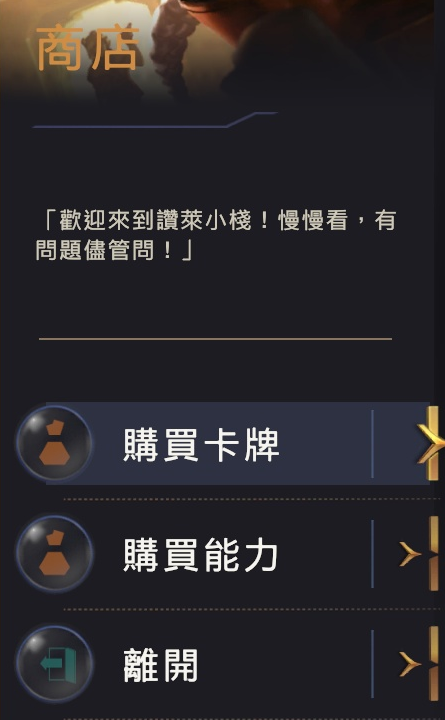 商店
「歡迎來到讚萊小棧！慢慢看，有
問題儘管問！」
購買卡牌
購買能力
離開